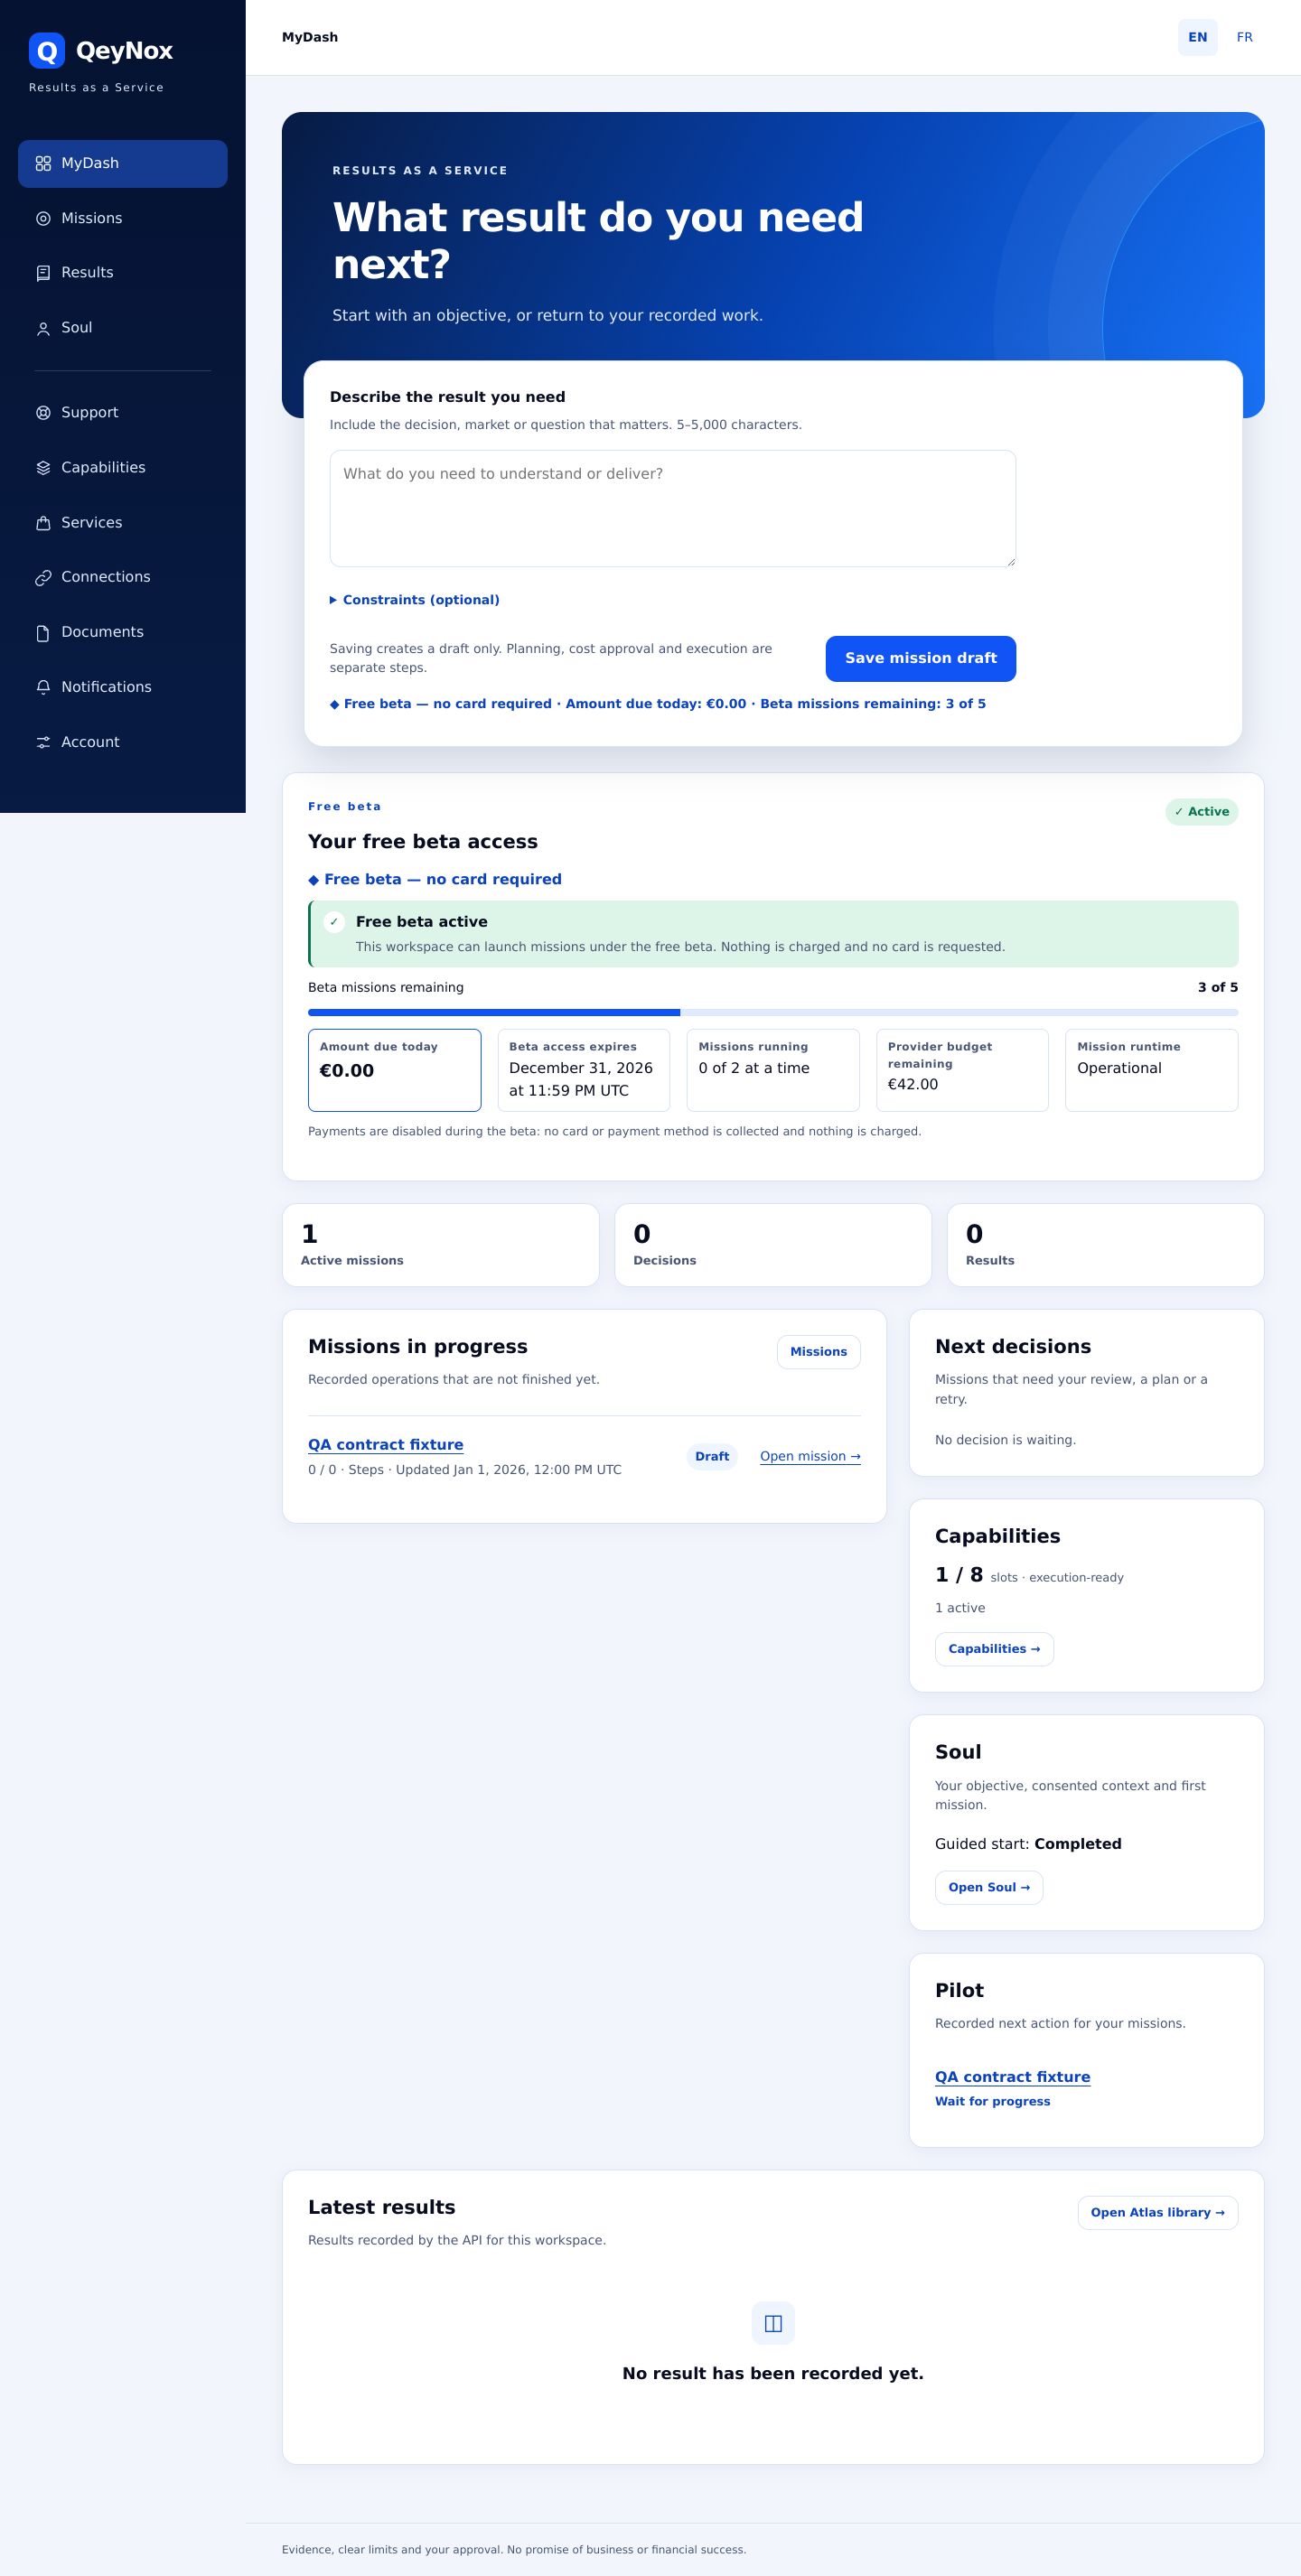 Q QeyNox
Results as a Service
MyDash
Missions
Results
Soul
Support
Capabilities
Services
Connections
Documents
Notifications
Account
MyDash
EN
FR
RESULTS AS A SERVICE
What result do you need
next?
Start with an objective, or return to your recorded work.
Describe the result you need
Include the decision, market or question that matters. 5–5,000 characters.
What do you need to understand or deliver?
▶ Constraints (optional)
Saving creates a draft only. Planning, cost approval and execution are
separate steps.
Save mission draft
◆ Free beta — no card required · Amount due today: €0.00 · Beta missions remaining: 3 of 5
Free beta
✓ Active
Your free beta access
◆ Free beta — no card required
✓ Free beta active
This workspace can launch missions under the free beta. Nothing is charged and no card is requested.
Beta missions remaining
3 of 5
Amount due today
€0.00
Beta access expires
December 31, 2026
at 11:59 PM UTC
Missions running
0 of 2 at a time
Provider budget
remaining
€42.00
Mission runtime
Operational
Payments are disabled during the beta: no card or payment method is collected and nothing is charged.
1
Active missions
0
Decisions
0
Results
Missions in progress
Missions
Recorded operations that are not finished yet.
QA contract fixture
0 / 0 · Steps · Updated Jan 1, 2026, 12:00 PM UTC
Draft
Open mission →
Next decisions
Missions that need your review, a plan or a
retry.
No decision is waiting.
Capabilities
1 / 8 slots · execution-ready
1 active
Capabilities →
Soul
Your objective, consented context and first
mission.
Guided start: Completed
Open Soul →
Pilot
Recorded next action for your missions.
QA contract fixture
Wait for progress
Latest results
Open Atlas library →
Results recorded by the API for this workspace.
No result has been recorded yet.
Evidence, clear limits and your approval. No promise of business or financial success.